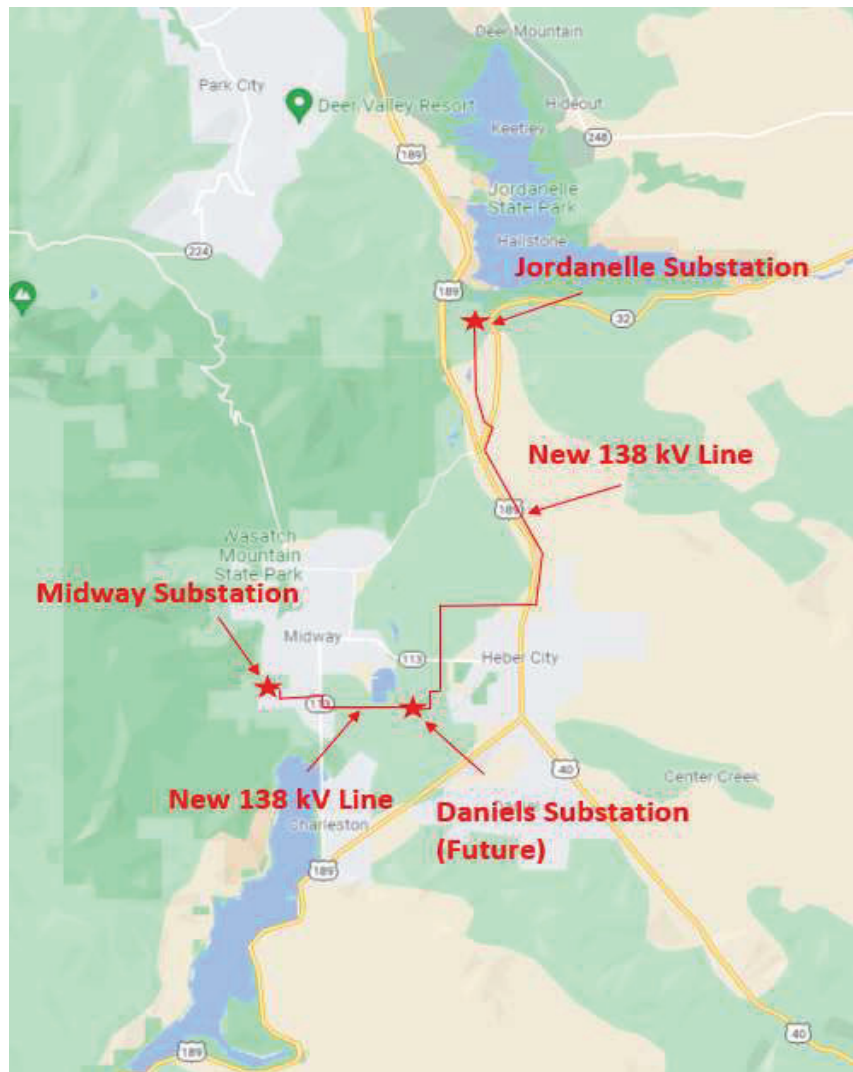 Deer Mountain
Park City
Deer Valley Resort
Hideout
Keetley
248
189
Jordanelle
State Park
Hailstone
224
Jordanelle Substation
189
32
New 138 kV Line
189
Wasatch
Mountain
State Park
Midway Substation
Midway
113
Heber City
113
40
Center Creek
New 138 kV Line
Daniels Substation
(Future)
Charleston
189
40
189